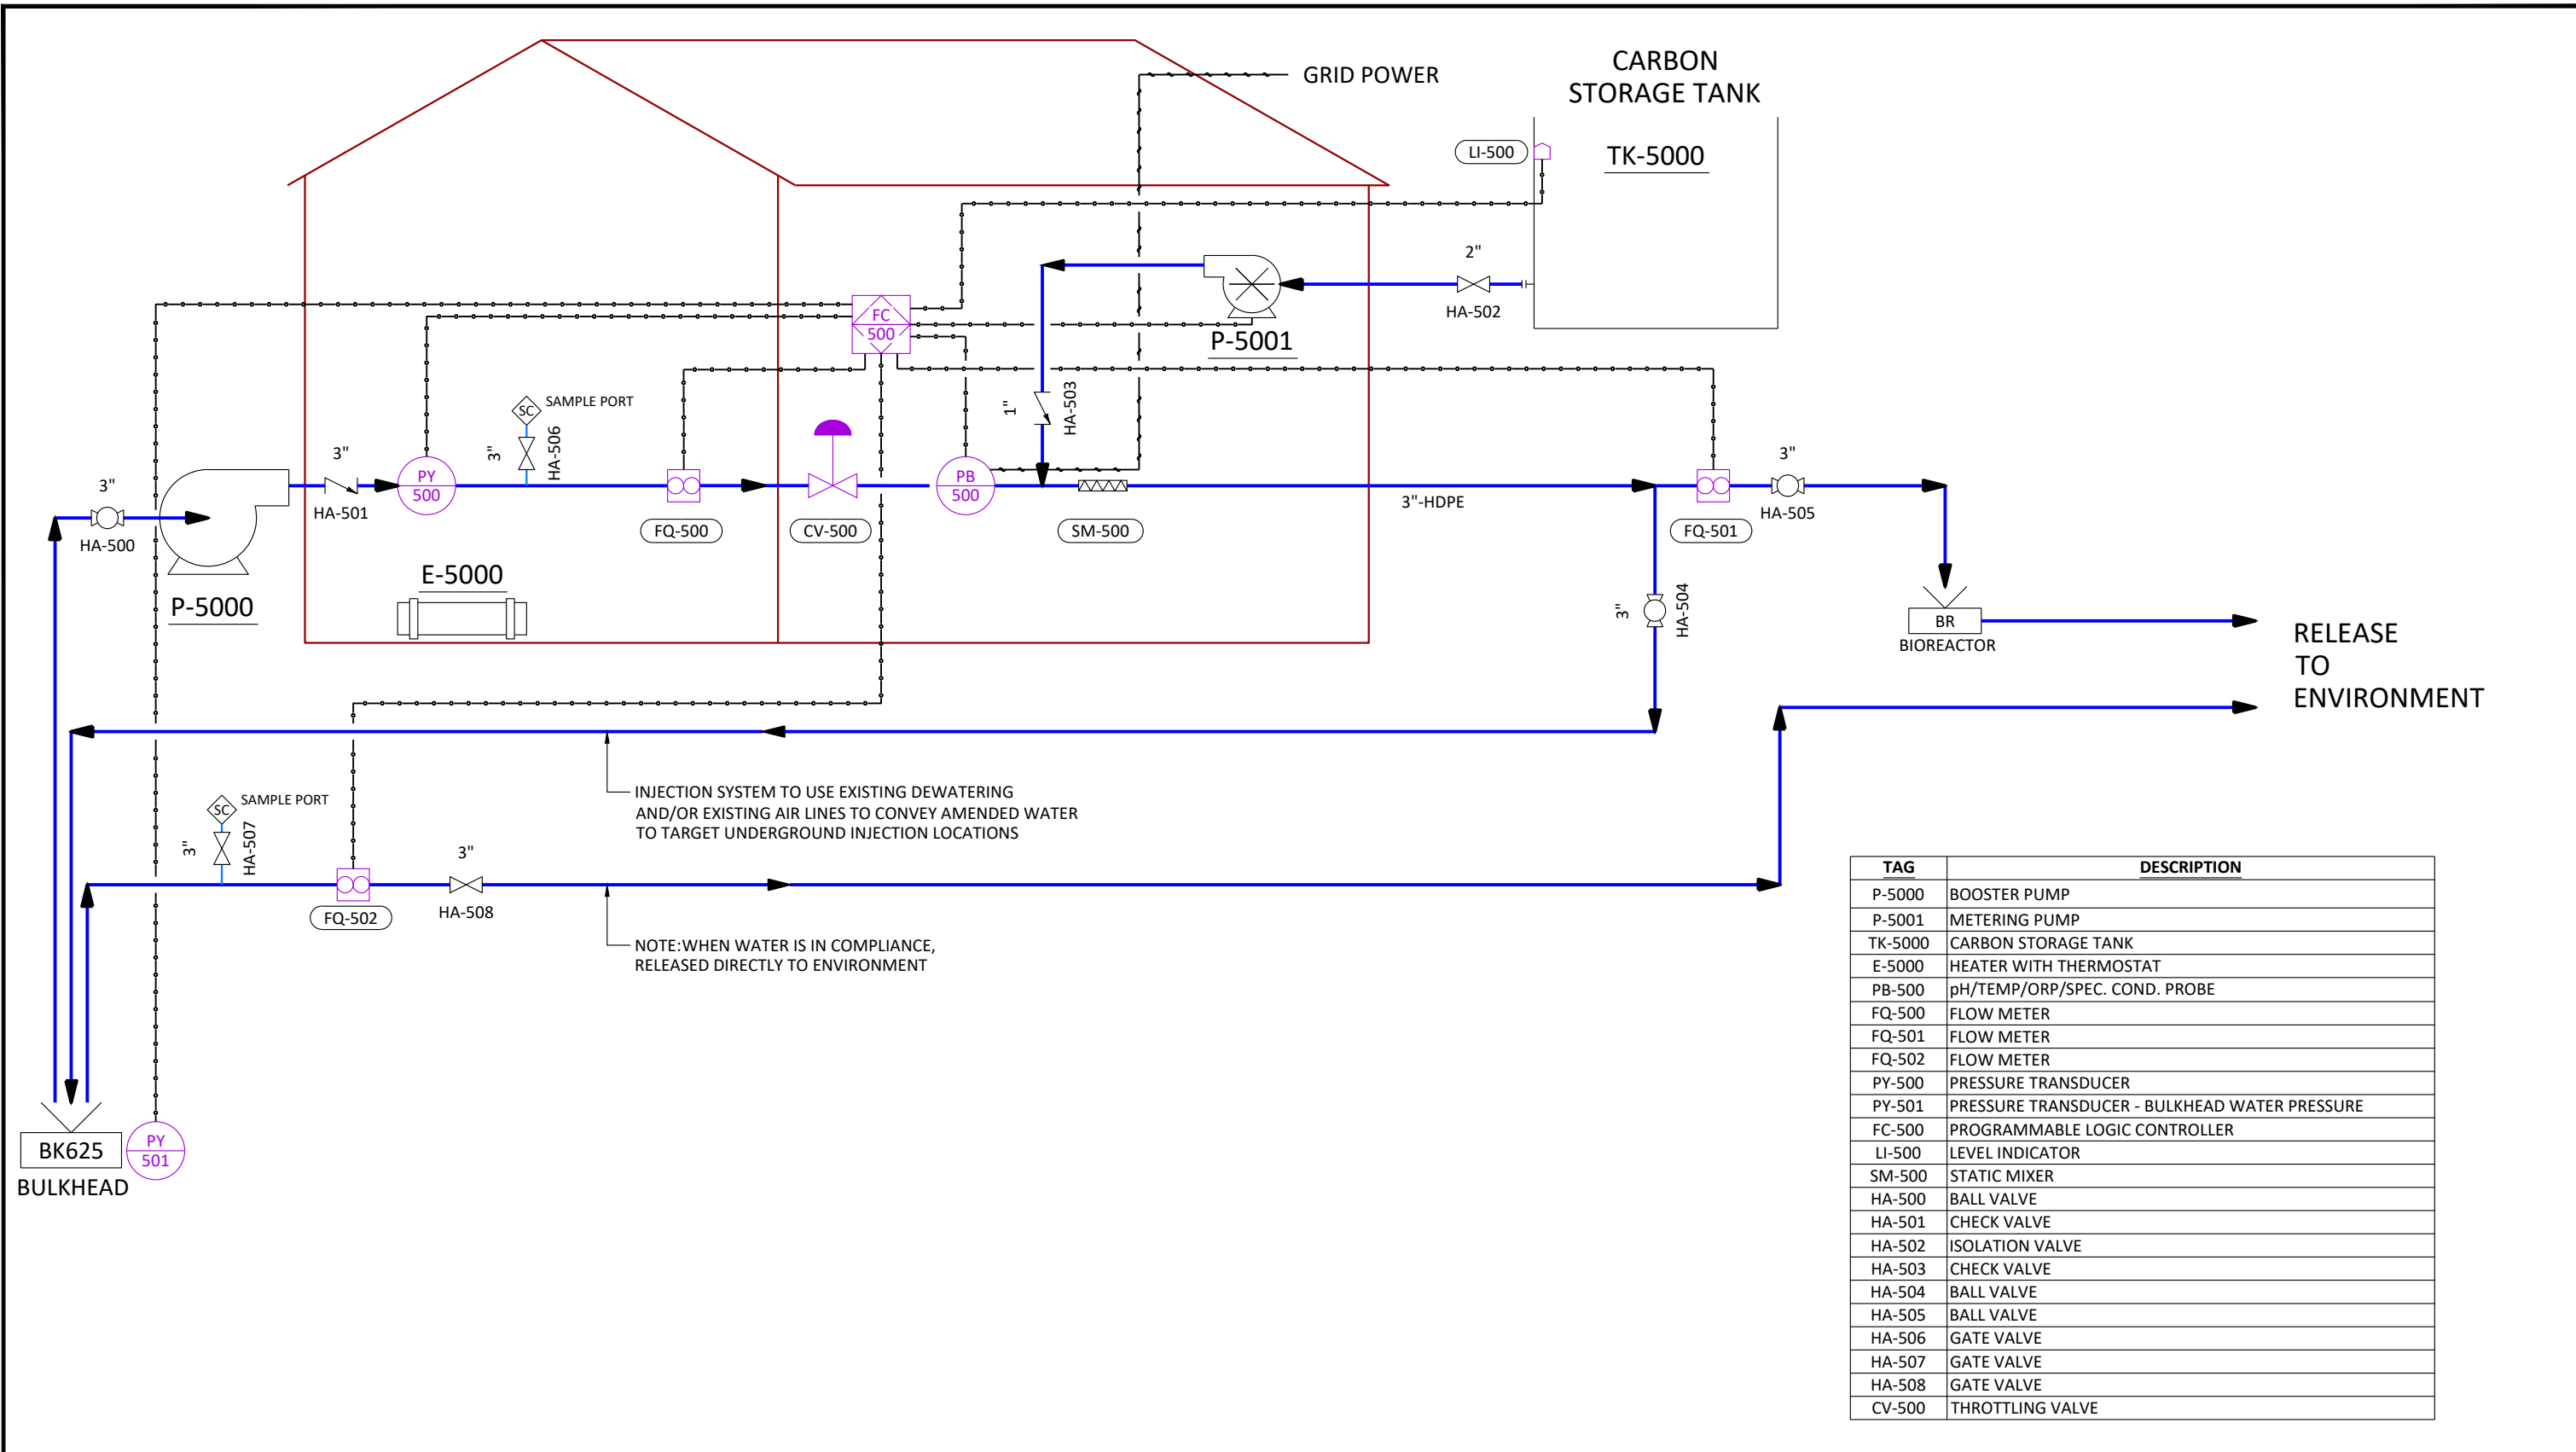 GRID POWER
CARBON
STORAGE TANK
TK-5000
LI-500
2"
HA-502
P-5001
FC
500
1"
HA-503
SAMPLE PORT
SC
3"
HA-506
3"
HA-500
P-5000
3"
HA-501
PY
500
FQ-500
CV-500
PB
500
SM-500
3"-HDPE
FQ-501
3"
HA-505
E-5000
3"
HA-504
BR
BIOREACTOR
RELEASE
TO
ENVIRONMENT
INJECTION SYSTEM TO USE EXISTING DEWATERING
AND/OR EXISTING AIR LINES TO CONVEY AMENDED WATER
TO TARGET UNDERGROUND INJECTION LOCATIONS
SC
SAMPLE PORT
3"
HA-507
FQ-502
3"
HA-508
NOTE:WHEN WATER IS IN COMPLIANCE,
RELEASED DIRECTLY TO ENVIRONMENT
BK625
BULKHEAD
PY
501
TAG DESCRIPTION
P-5000 BOOSTER PUMP
P-5001 METERING PUMP
TK-5000 CARBON STORAGE TANK
E-5000 HEATER WITH THERMOSTAT
PB-500 pH/TEMP/ORP/SPEC. COND. PROBE
FQ-500 FLOW METER
FQ-501 FLOW METER
FQ-502 FLOW METER
PY-500 PRESSURE TRANSDUCER
PY-501 PRESSURE TRANSDUCER - BULKHEAD WATER PRESSURE
FC-500 PROGRAMMABLE LOGIC CONTROLLER
LI-500 LEVEL INDICATOR
SM-500 STATIC MIXER
HA-500 BALL VALVE
HA-501 CHECK VALVE
HA-502 ISOLATION VALVE
HA-503 CHECK VALVE
HA-504 BALL VALVE
HA-505 BALL VALVE
HA-506 GATE VALVE
HA-507 GATE VALVE
HA-508 GATE VALVE
CV-500 THROTTLING VALVE